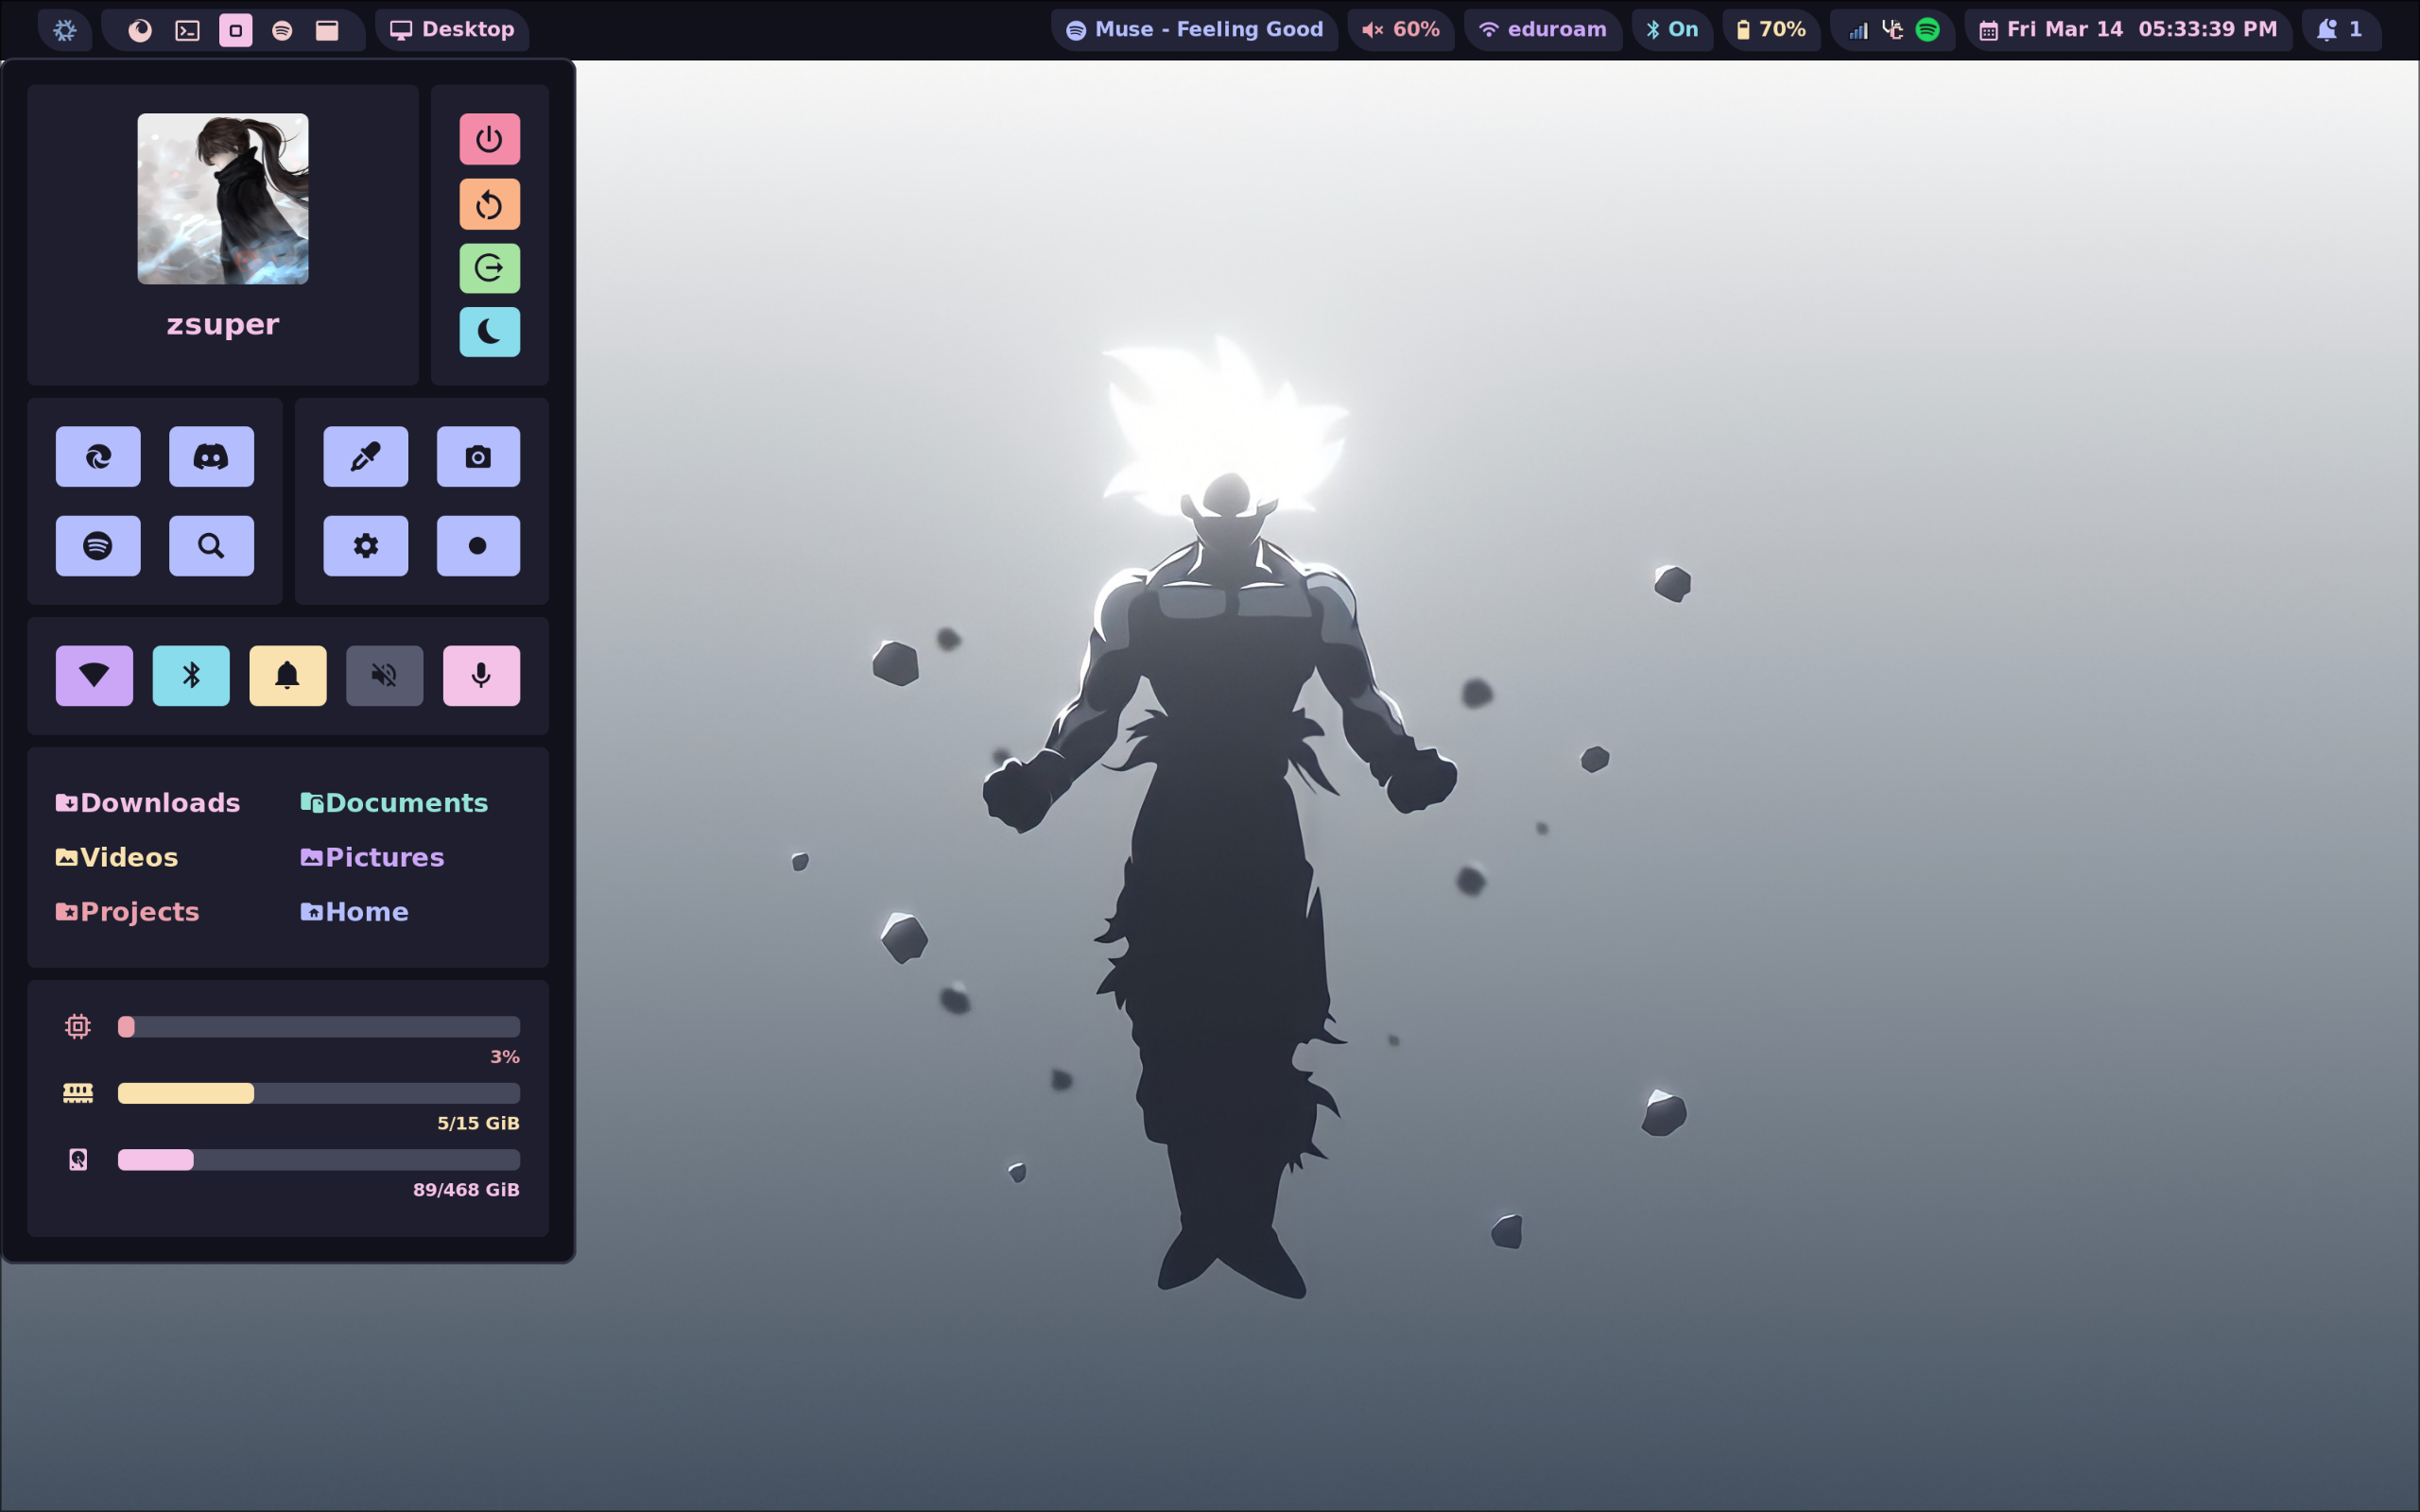 Desktop
Muse - Feeling Good
60%
eduroam
On
70%
Fri Mar 14 05:33:39 PM
1
zsuper
Downloads
Documents
Videos
Pictures
Projects
Home
3%
5/15 GiB
89/468 GiB